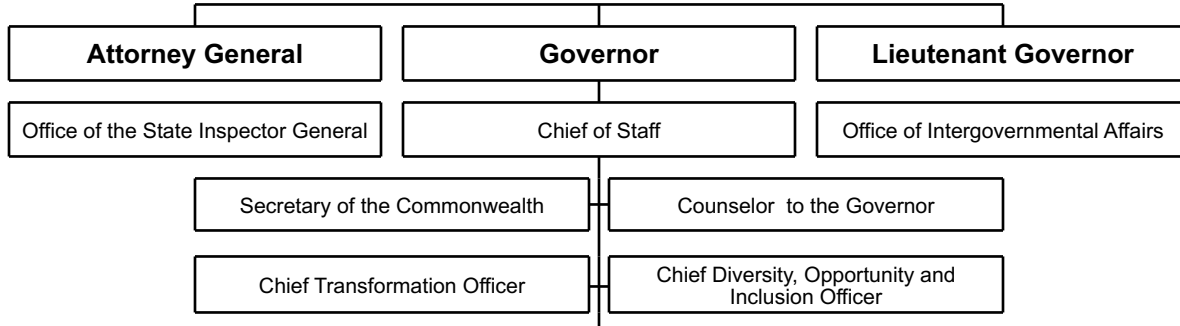 Attorney General
Governor
Lieutenant Governor
Office of the State Inspector General
Chief of Staff
Office of Intergovernmental Affairs
Secretary of the Commonwealth
Counselor to the Governor
Chief Transformation Officer
Chief Diversity, Opportunity and
Inclusion Officer